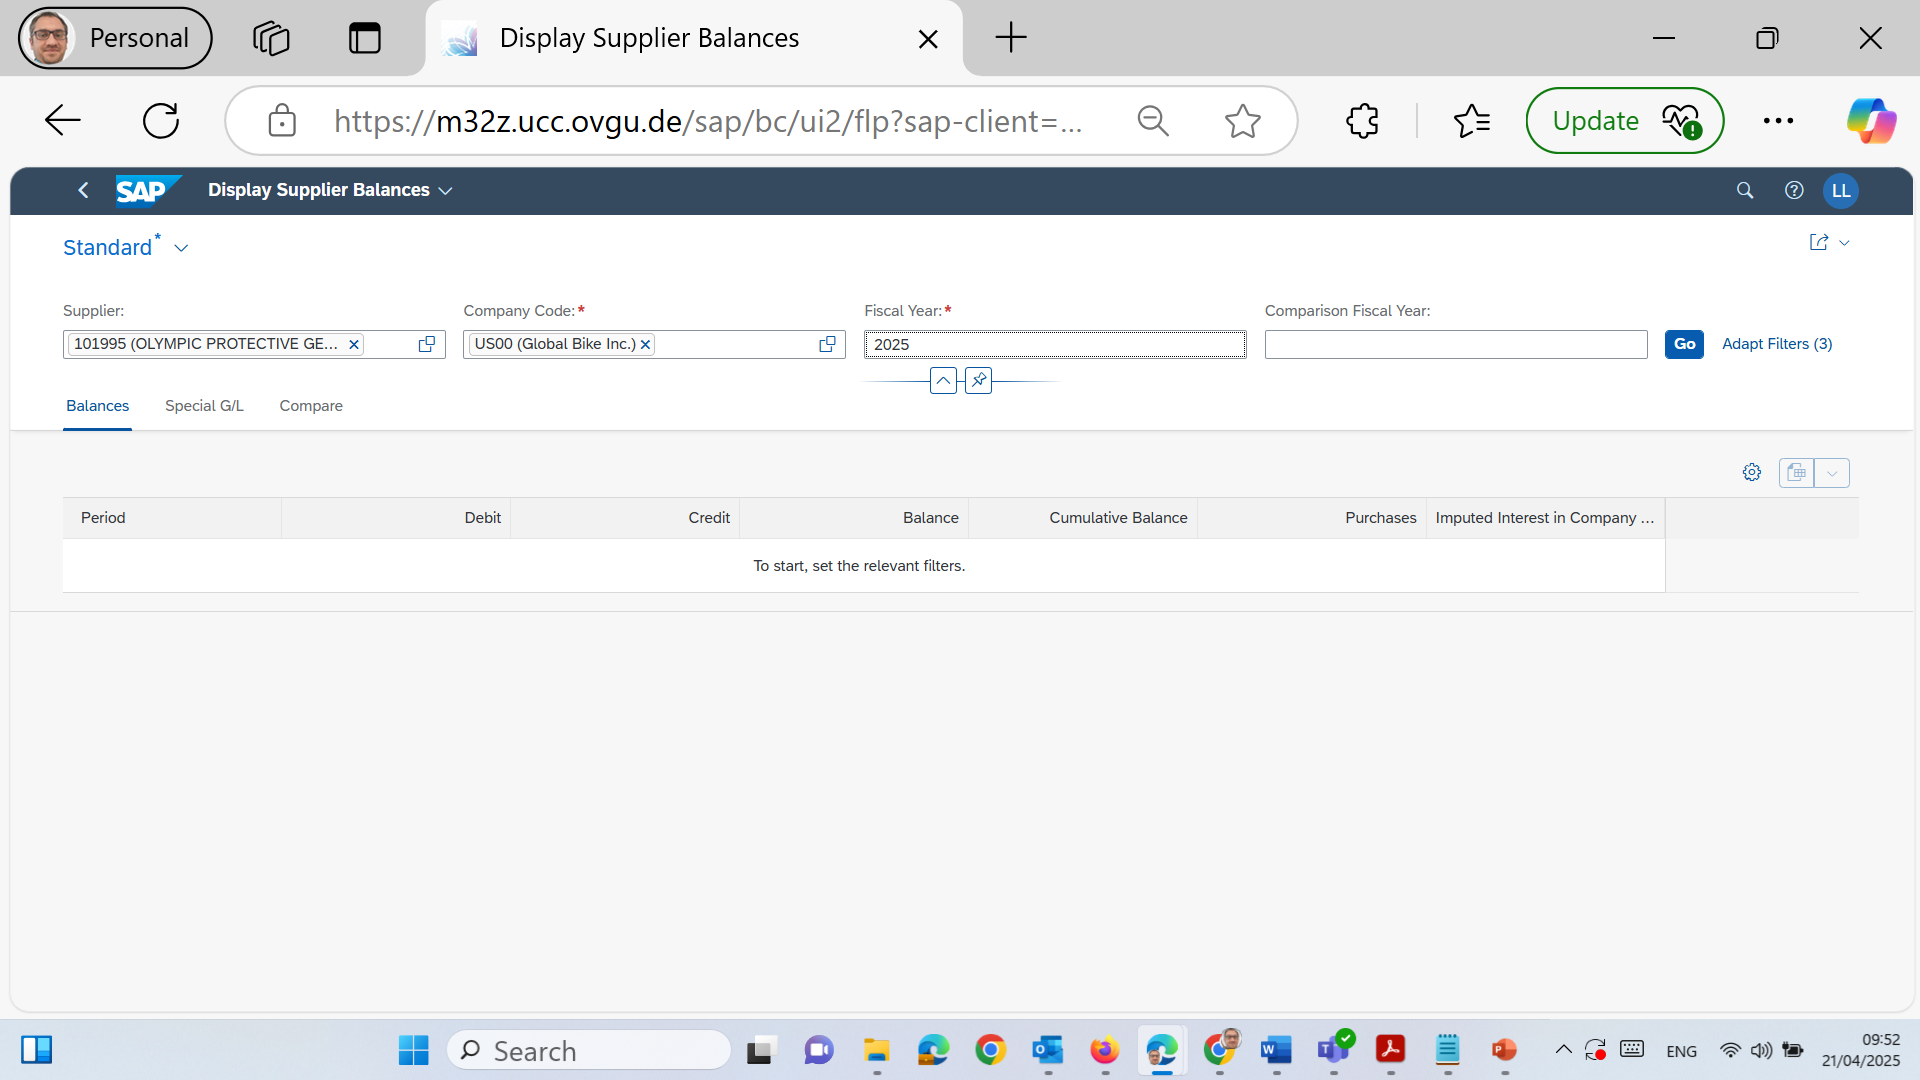 Personal
Display Supplier Balances
https://m32z.ucc.ovgu.de/sap/bc/ui2/flp?sap-client=...
Update
SAP
Display Supplier Balances
LL
Standard*
Supplier:
Company Code:*
Fiscal Year:*
Comparison Fiscal Year:
101995 (OLYMPIC PROTECTIVE GE...
US00 (Global Bike Inc.)
2025
Go
Adapt Filters (3)
Balances
Special G/L
Compare
Period
Debit
Credit
Balance
Cumulative Balance
Purchases
Imputed Interest in Company ...
To start, set the relevant filters.
Search
ENG
09:52
21/04/2025